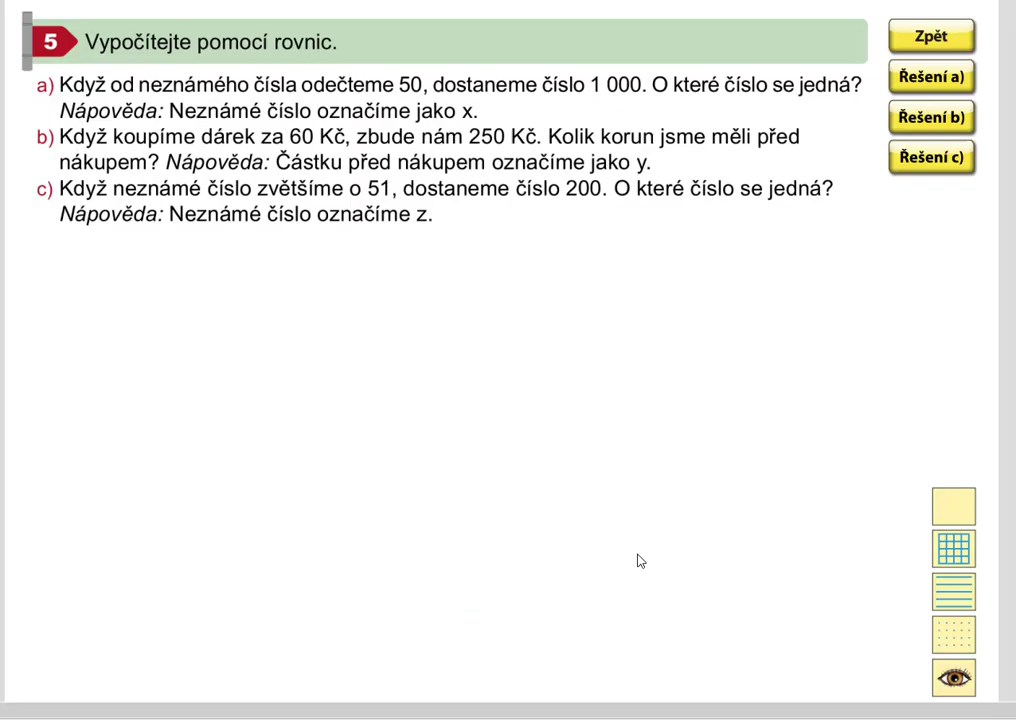 5 Vypočítejte pomocí rovnic.
a) Když od neznámého čísla odečteme 50, dostaneme číslo 1 000. O které číslo se jedná?
Nápověda: Neznámé číslo označíme jako x.
b) Když koupíme dárek za 60 Kč, zbude nám 250 Kč. Kolik korun jsme měli před
nákupem? Nápověda: Částku před nákupem označíme jako y.
c) Když neznámé číslo zvětšíme o 51, dostaneme číslo 200. O které číslo se jedná?
Nápověda: Neznámé číslo označíme z.
Zpět
Řešení a)
Řešení b)
Řešení c)